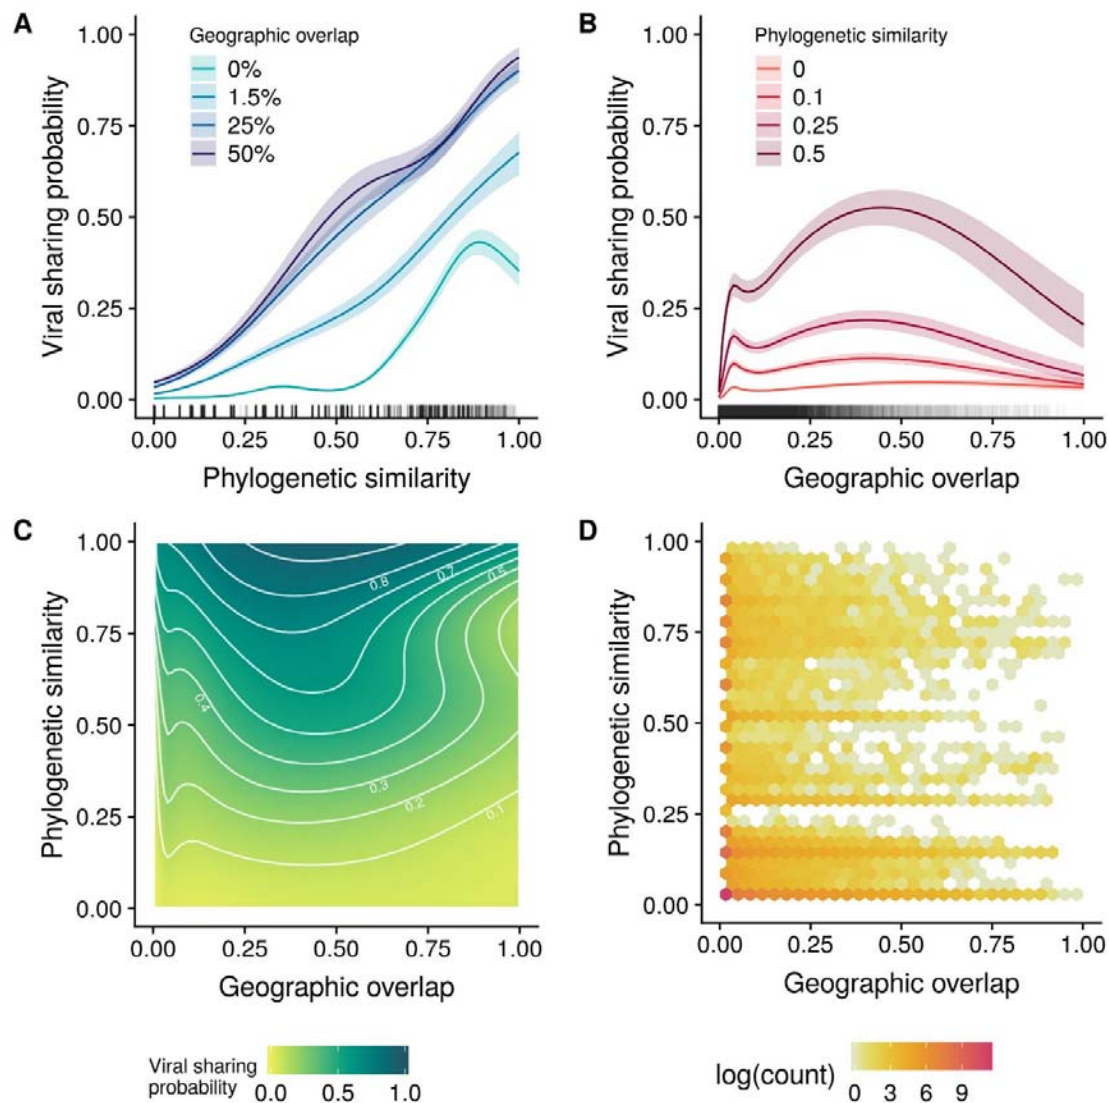 A
Geographic overlap
0%
1.5%
25%
50%
Viral sharing probability
1.00
0.75
0.50
0.25
0.00
0.00 0.25 0.50 0.75 1.00
Phylogenetic similarity
B
Phylogenetic similarity
0
0.1
0.25
0.5
Viral sharing probability
1.00
0.75
0.50
0.25
0.00
0.00 0.25 0.50 0.75 1.00
Geographic overlap
C
Phylogenetic similarity
1.00
0.75
0.50
0.25
0.00
0.8
0.7
0.5
0.4
0.3
0.2
0.1
0.00 0.25 0.50 0.75 1.00
Geographic overlap
Viral sharing
probability
0.0 0.5 1.0
D
Phylogenetic similarity
1.00
0.75
0.50
0.25
0.00
0.00 0.25 0.50 0.75 1.00
Geographic overlap
log(count)
0 3 6 9